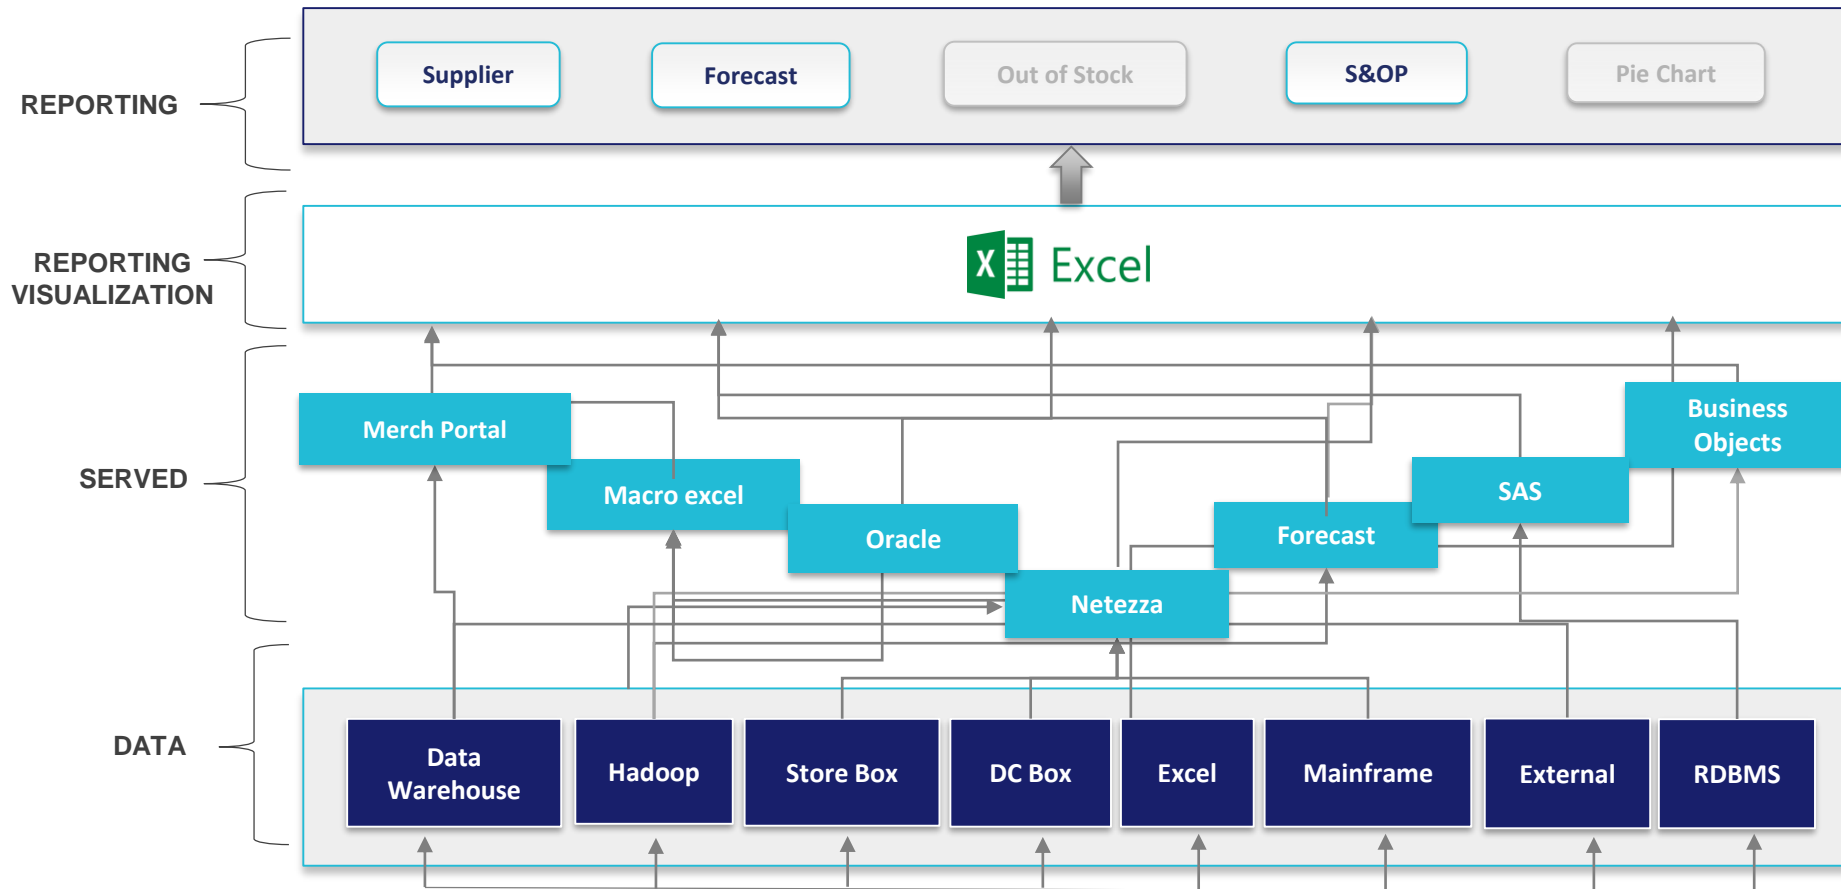 REPORTING
Supplier
Forecast
Out of Stock
S&OP
Pie Chart
REPORTING
VISUALIZATION
X Excel
SERVED
Merch Portal
Macro excel
Oracle
Netezza
Forecast
SAS
Business
Objects
DATA
Data
Warehouse
Hadoop
Store Box
DC Box
Excel
Mainframe
External
RDBMS